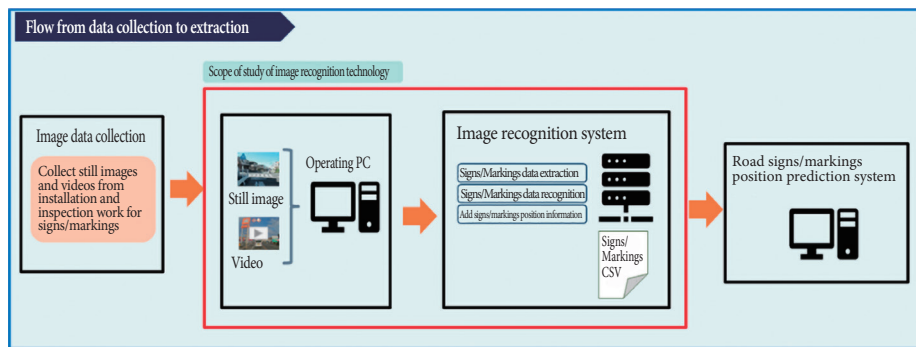 Flow from data collection to extraction
Scope of study of image recognition technology
Image data collection
Collect still images
and videos from
installation and
inspection work for
signs/markings
Still image
Video
Operating PC
Image recognition system
Signs/Markings data extraction
Signs/Markings data recognition
Add signs/markings position information
Signs/
Markings
CSV
Road signs/markings
position prediction system